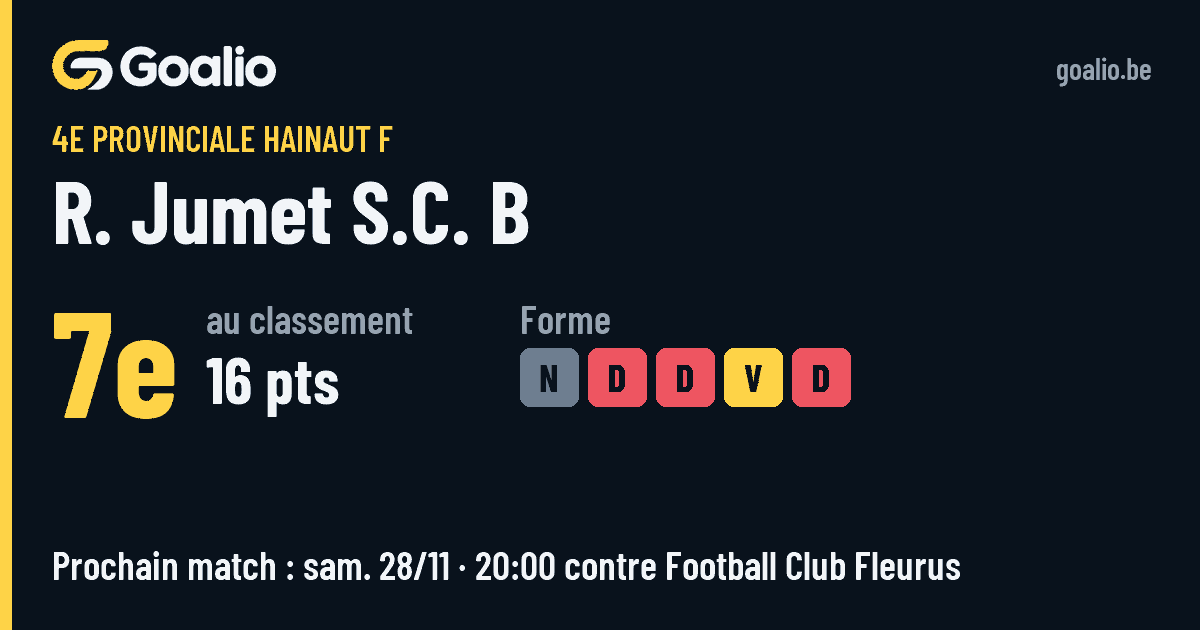 Goalio
goalio.be
4E PROVINCIALE HAINAUT F
R. Jumet S.C. B
7e
au classement
16 pts
Forme
N D D V D
Prochain match : sam. 28/11 · 20:00 contre Football Club Fleurus